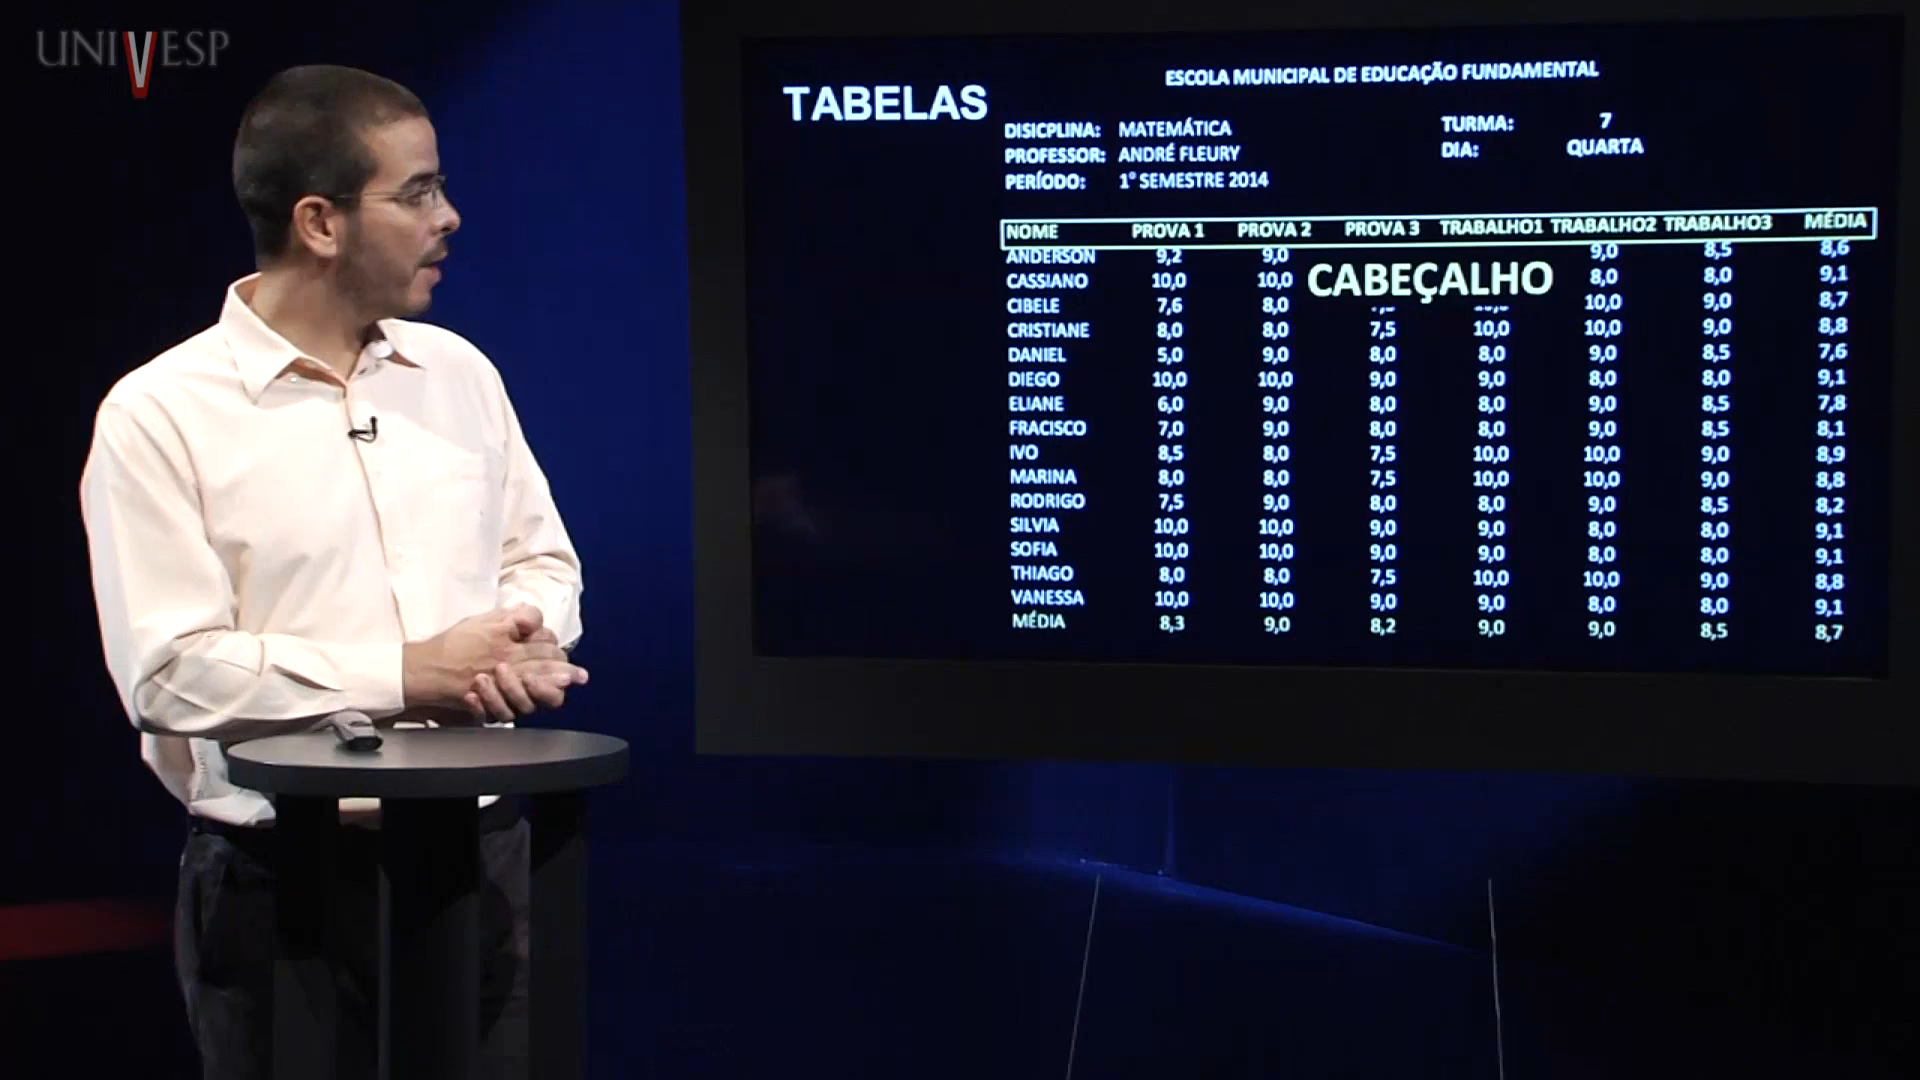 UNIVESP
TABELAS
ESCOLA MUNICIPAL DE EDUCAÇÃO FUNDAMENTAL
DISICPLINA: MATEMÁTICA TURMA: 7
PROFESSOR: ANDRÉ FLEURY DIA: QUARTA
PERÍODO: 1º SEMESTRE 2014
NOME PROVA 1 PROVA 2 PROVA 3 TRABALHO1 TRABALHO2 TRABALHO3 MÉDIA
ANDERSON 9,2 9,0 9,0 8,5 8,6
CABEÇALHO
CASSIANO 10,0 10,0 8,0 8,0 9,1
CIBELE 7,6 8,0 10,0 9,0 8,7
CRISTIANE 8,0 8,0 7,5 10,0 10,0 9,0 8,8
DANIEL 5,0 9,0 8,0 8,0 9,0 8,5 7,6
DIEGO 10,0 10,0 9,0 9,0 8,0 8,0 9,1
ELIANE 6,0 9,0 8,0 8,0 9,0 8,5 7,8
FRACISCO 7,0 9,0 8,0 8,0 9,0 8,5 8,1
IVO 8,5 8,0 7,5 10,0 10,0 9,0 8,9
MARINA 8,0 8,0 7,5 10,0 10,0 9,0 8,8
RODRIGO 7,5 9,0 8,0 8,0 9,0 8,5 8,2
SILVIA 10,0 10,0 9,0 9,0 8,0 8,0 9,1
SOFIA 10,0 10,0 9,0 9,0 8,0 8,0 9,1
THIAGO 8,0 8,0 7,5 10,0 10,0 9,0 8,8
VANESSA 10,0 10,0 9,0 9,0 8,0 8,0 9,1
MÉDIA 8,3 9,0 8,2 9,0 9,0 8,5 8,7